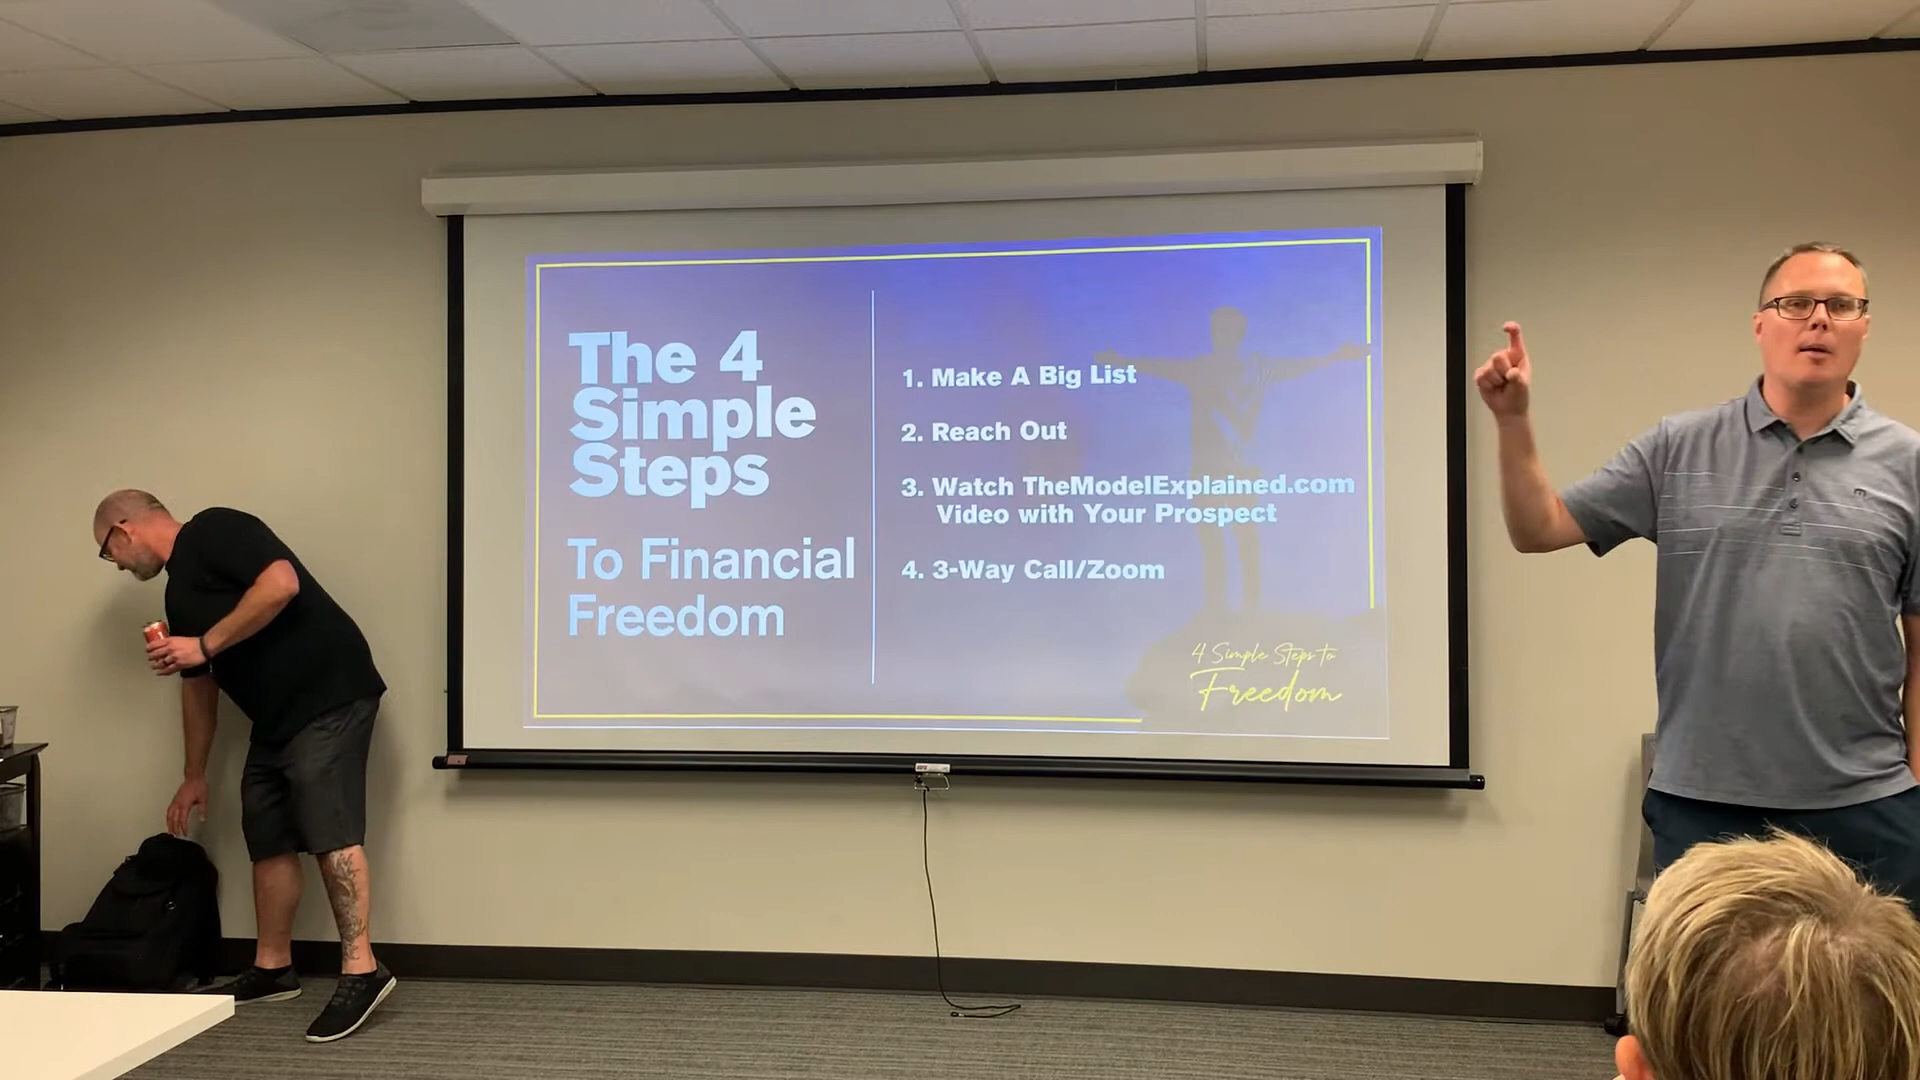 The 4
Simple
Steps
To Financial
Freedom
1. Make A Big List
2. Reach Out
3. Watch TheModelExplained.com
Video with Your Prospect
4. 3-Way Call/Zoom
4 Simple Steps to
Freedom